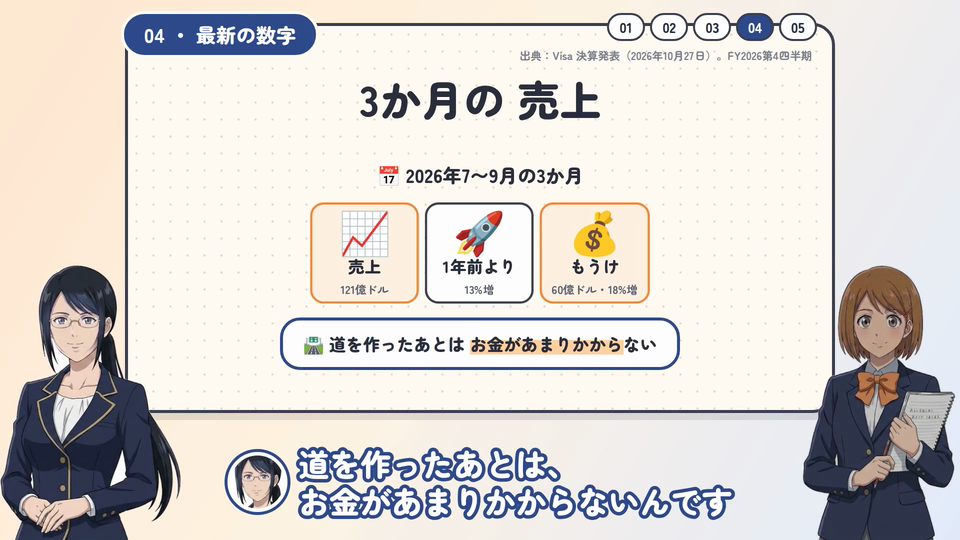 04 ・ 最新の数字
01 02 03 04 05
出典：Visa 決算発表（2026年10月27日）。FY2026第4四半期
3か月の 売上
July 17 2026年7〜9月の3か月
売上
121億ドル
1年前より
13%増
もうけ
60億ドル・18%増
道を作ったあとは お金があまりかからない
道を作ったあとは、
お金があまりかからないんです